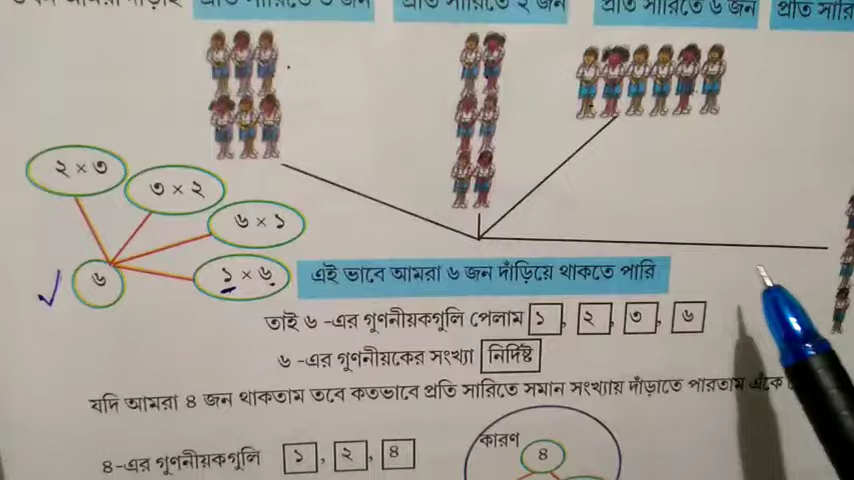 প্রতি সারিতে ৩ জন
প্রতি সারিতে ২ জন
প্রতি সারিতে ৬ জন
প্রতি সারি
২ × ৩
৩ × ২
৬ × ১
১ × ৬
৬
এই ভাবে আমরা ৬ জন দাঁড়িয়ে থাকতে পারি
তাই ৬ -এর গুণনীয়কগুলি পেলাম ১, ২, ৩, ৬
৬ -এর গুণনীয়কের সংখ্যা নির্দিষ্ট
যদি আমরা ৪ জন থাকতাম তবে কতভাবে প্রতি সারিতে সমান সংখ্যায় দাঁড়াতে পারতাম এঁকে
৪-এর গুণনীয়কগুলি ১, ২, ৪
কারণ
৪